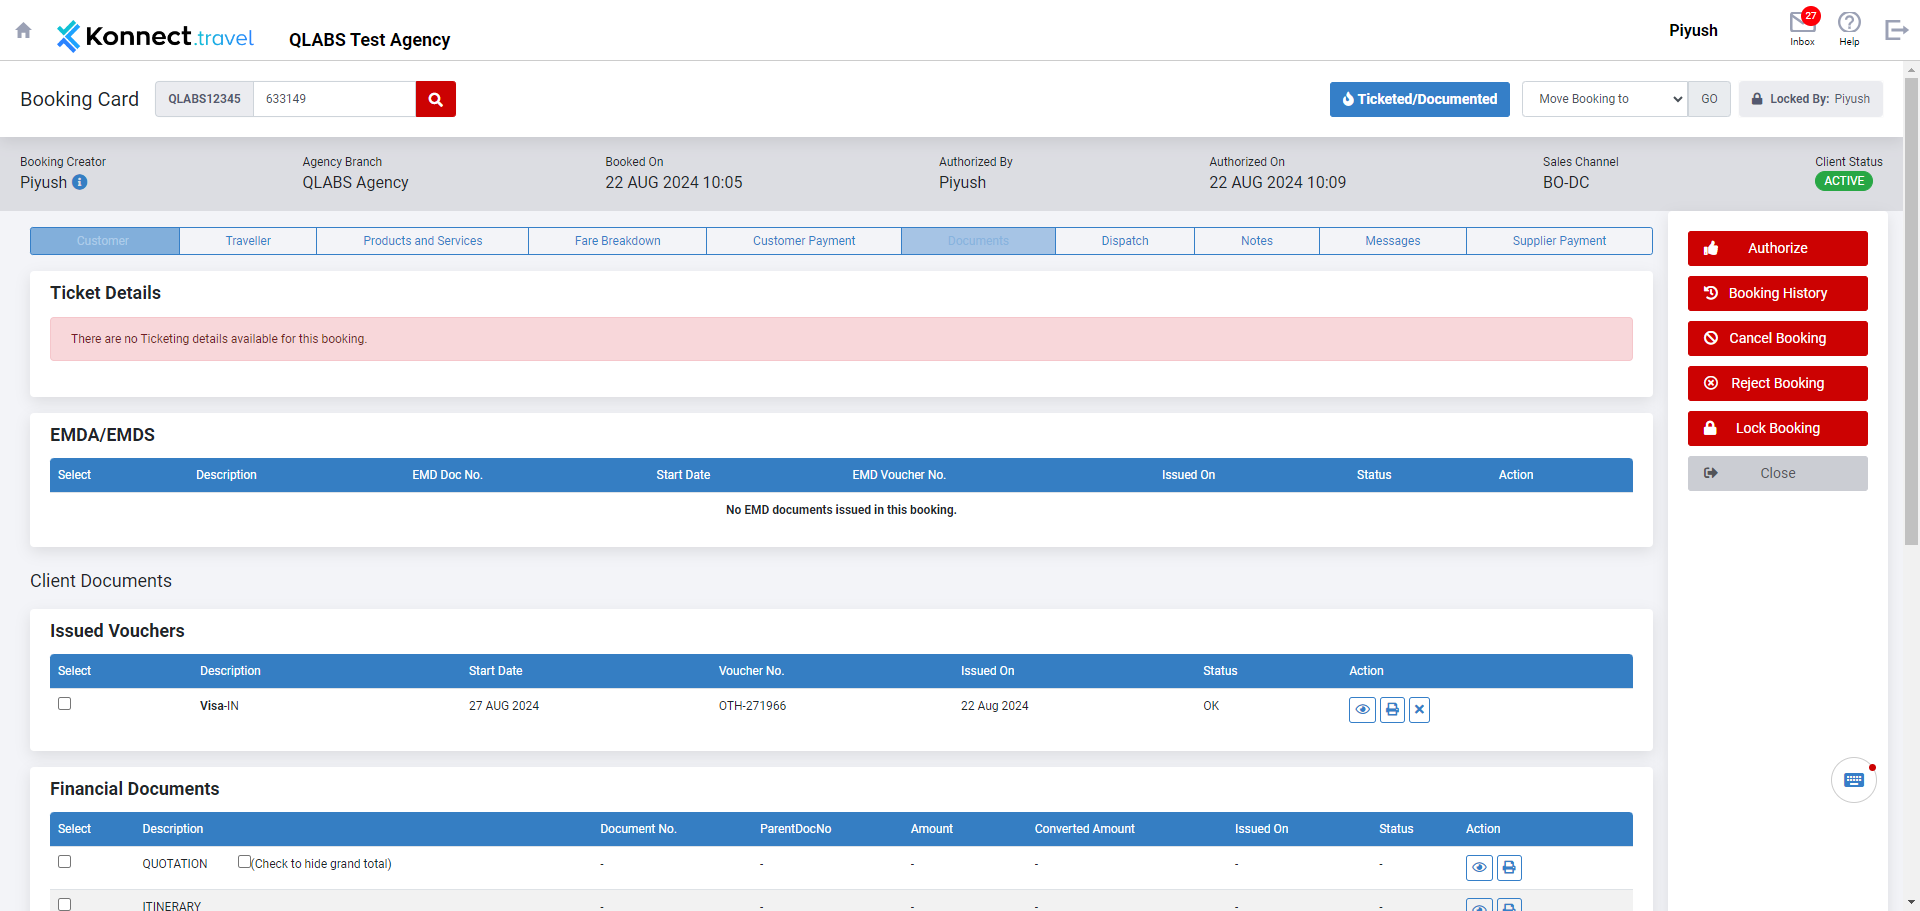 Konnect.travel
QLABS Test Agency
Piyush
27
Inbox
Help
Booking Card
QLABS12345
633149
Ticketed/Documented
Move Booking to
GO
Locked By: Piyush
Booking Creator
Piyush
Agency Branch
QLABS Agency
Booked On
22 AUG 2024 10:05
Authorized By
Piyush
Authorized On
22 AUG 2024 10:09
Sales Channel
BO-DC
Client Status
ACTIVE
Customer
Traveller
Products and Services
Fare Breakdown
Customer Payment
Documents
Dispatch
Notes
Messages
Supplier Payment
Authorize
Booking History
Cancel Booking
Reject Booking
Lock Booking
Close
Ticket Details
There are no Ticketing details available for this booking.
EMDA/EMDS
Select Description EMD Doc No. Start Date EMD Voucher No. Issued On Status Action
No EMD documents issued in this booking.
Client Documents
Issued Vouchers
Select Description Start Date Voucher No. Issued On Status Action
Visa-IN 27 AUG 2024 OTH-271966 22 Aug 2024 OK
Financial Documents
Select Description Document No. ParentDocNo Amount Converted Amount Issued On Status Action
QUOTATION (Check to hide grand total) - - - - - -
ITINERARY - - - - - -